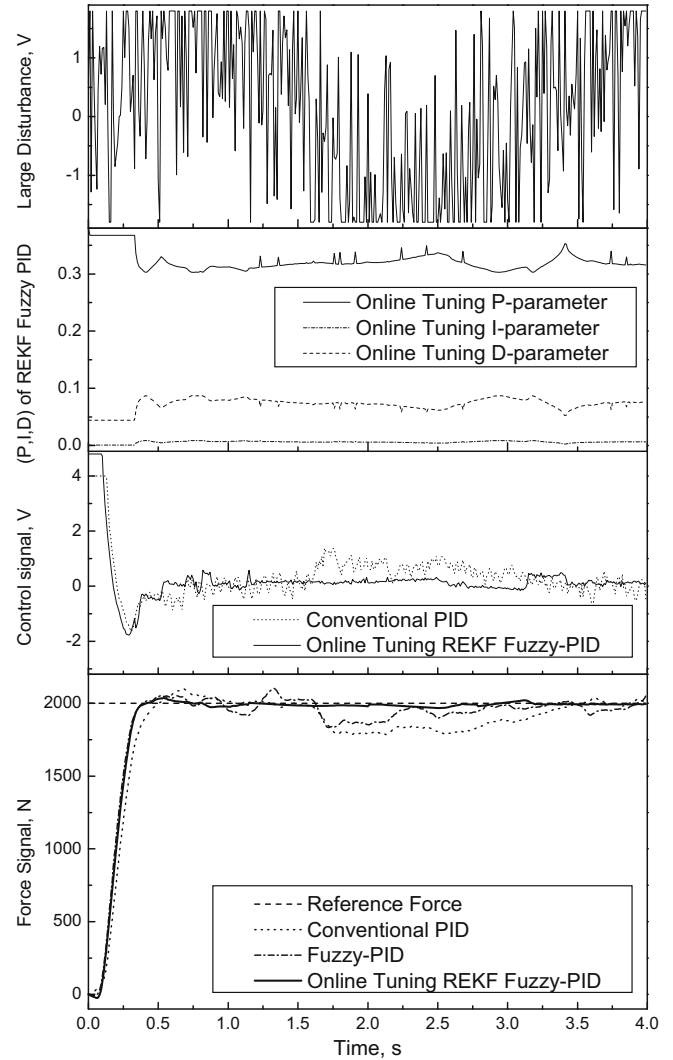 Large Disturbance, V
1
0
-1
(P,I,D) of REKF Fuzzy PID
0.3
0.2
0.1
0.0
Online Tuning P-parameter
Online Tuning I-parameter
Online Tuning D-parameter
Control signal, V
4
2
0
-2
Conventional PID
Online Tuning REKF Fuzzy-PID
Force Signal, N
2000
1500
1000
500
0
Reference Force
Conventional PID
Fuzzy-PID
Online Tuning REKF Fuzzy-PID
0.0 0.5 1.0 1.5 2.0 2.5 3.0 3.5 4.0
Time, s